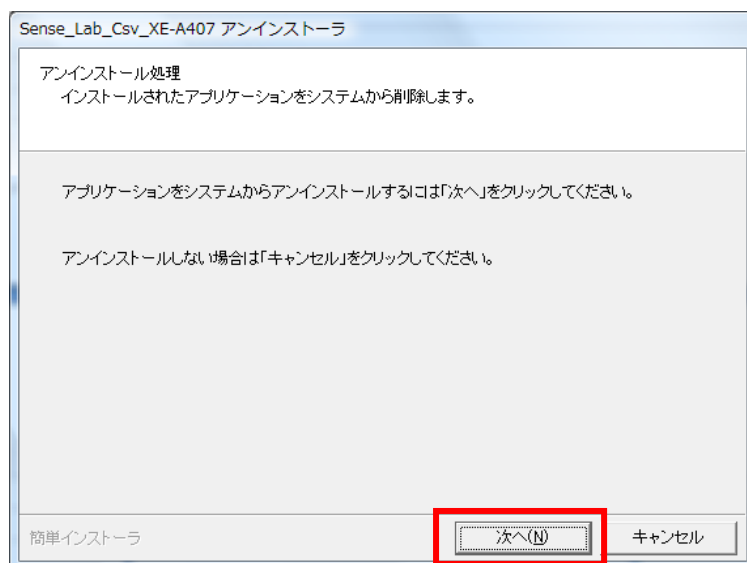 Sense_Lab_Csv_XE-A407 アンインストーラ
アンインストール処理
インストールされたアプリケーションをシステムから削除します。
アプリケーションをシステムからアンインストールするには「次へ」をクリックしてください。
アンインストールしない場合は「キャンセル」をクリックしてください。
簡単インストーラ
次へ(N)
キャンセル